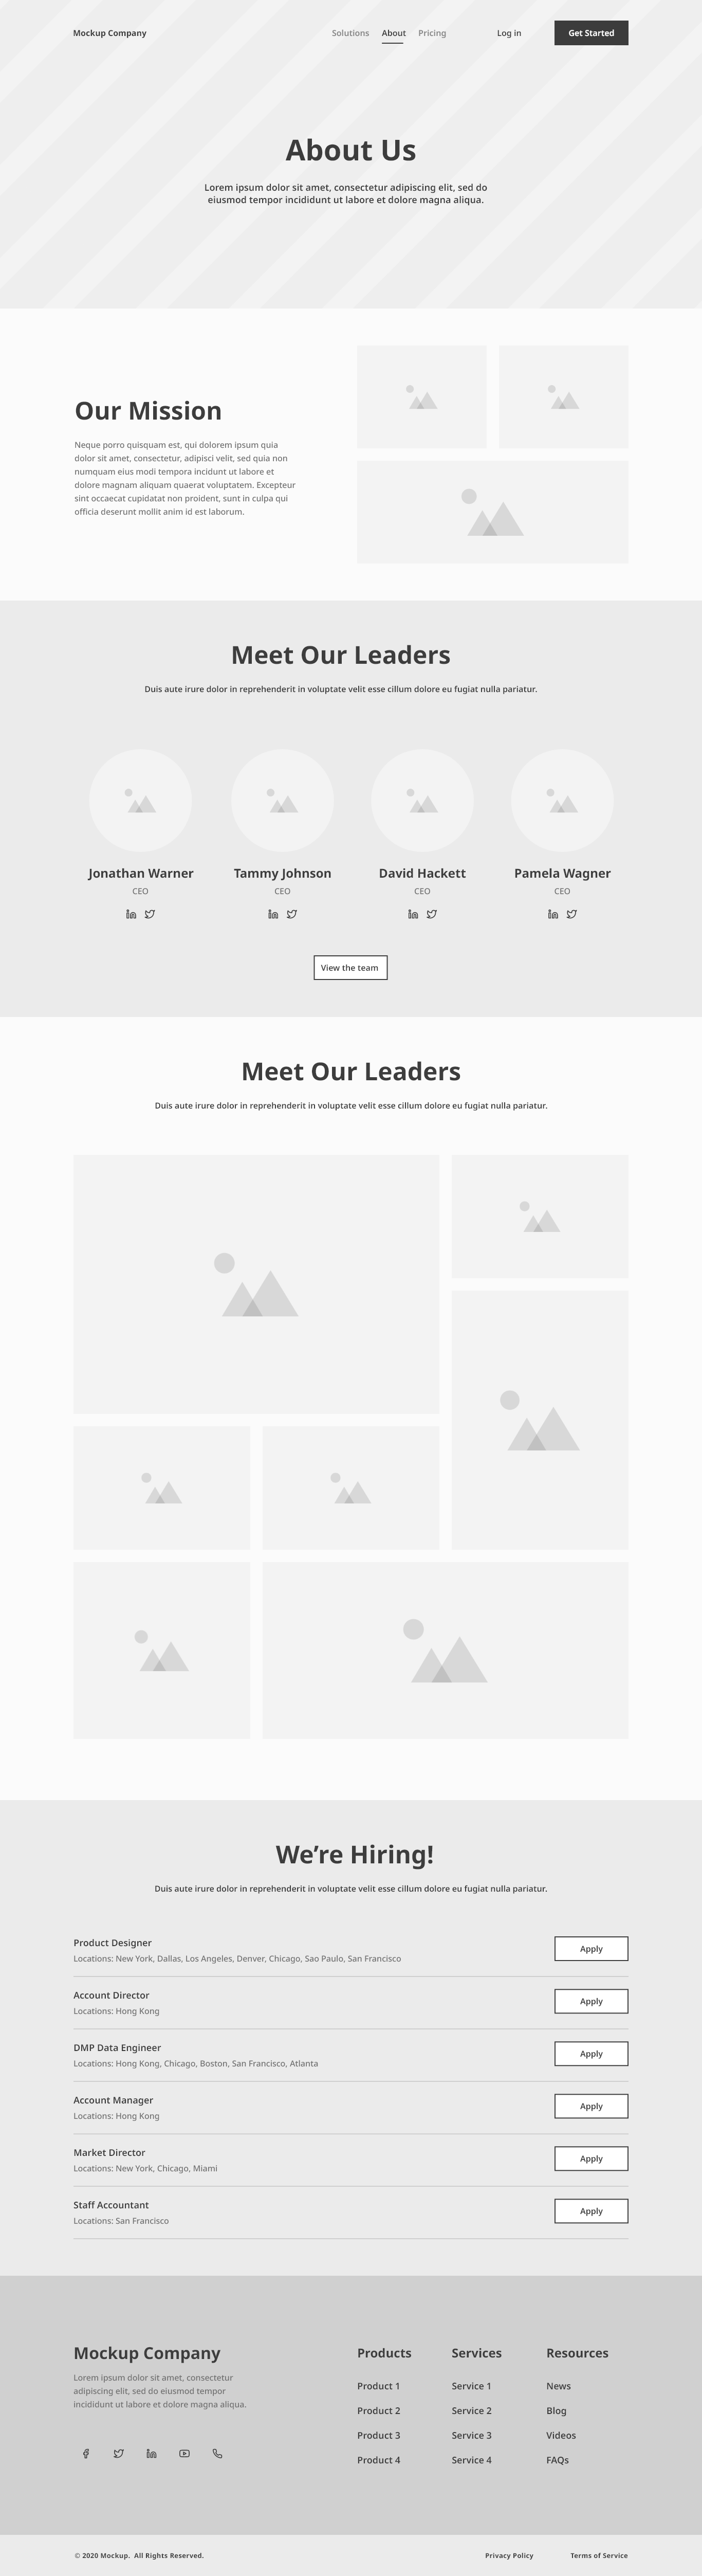 Mockup Company
Solutions About Pricing
Log in
Get Started
About Us
Lorem ipsum dolor sit amet, consectetur adipiscing elit, sed do
eiusmod tempor incididunt ut labore et dolore magna aliqua.
Our Mission
Neque porro quisquam est, qui dolorem ipsum quia
dolor sit amet, consectetur, adipisci velit, sed quia non
numquam eius modi tempora incidunt ut labore et
dolore magnam aliquam quaerat voluptatem. Excepteur
sint occaecat cupidatat non proident, sunt in culpa qui
officia deserunt mollit anim id est laborum.
Meet Our Leaders
Duis aute irure dolor in reprehenderit in voluptate velit esse cillum dolore eu fugiat nulla pariatur.
Jonathan Warner
CEO
Tammy Johnson
CEO
David Hackett
CEO
Pamela Wagner
CEO
View the team
Meet Our Leaders
Duis aute irure dolor in reprehenderit in voluptate velit esse cillum dolore eu fugiat nulla pariatur.
We’re Hiring!
Duis aute irure dolor in reprehenderit in voluptate velit esse cillum dolore eu fugiat nulla pariatur.
Product Designer
Locations: New York, Dallas, Los Angeles, Denver, Chicago, Sao Paulo, San Francisco
Apply
Account Director
Locations: Hong Kong
Apply
DMP Data Engineer
Locations: Hong Kong, Chicago, Boston, San Francisco, Atlanta
Apply
Account Manager
Locations: Hong Kong
Apply
Market Director
Locations: New York, Chicago, Miami
Apply
Staff Accountant
Locations: San Francisco
Apply
Mockup Company
Lorem ipsum dolor sit amet, consectetur
adipiscing elit, sed do eiusmod tempor
incididunt ut labore et dolore magna aliqua.
Products
Product 1
Product 2
Product 3
Product 4
Services
Service 1
Service 2
Service 3
Service 4
Resources
News
Blog
Videos
FAQs
© 2020 Mockup. All Rights Reserved.
Privacy Policy
Terms of Service